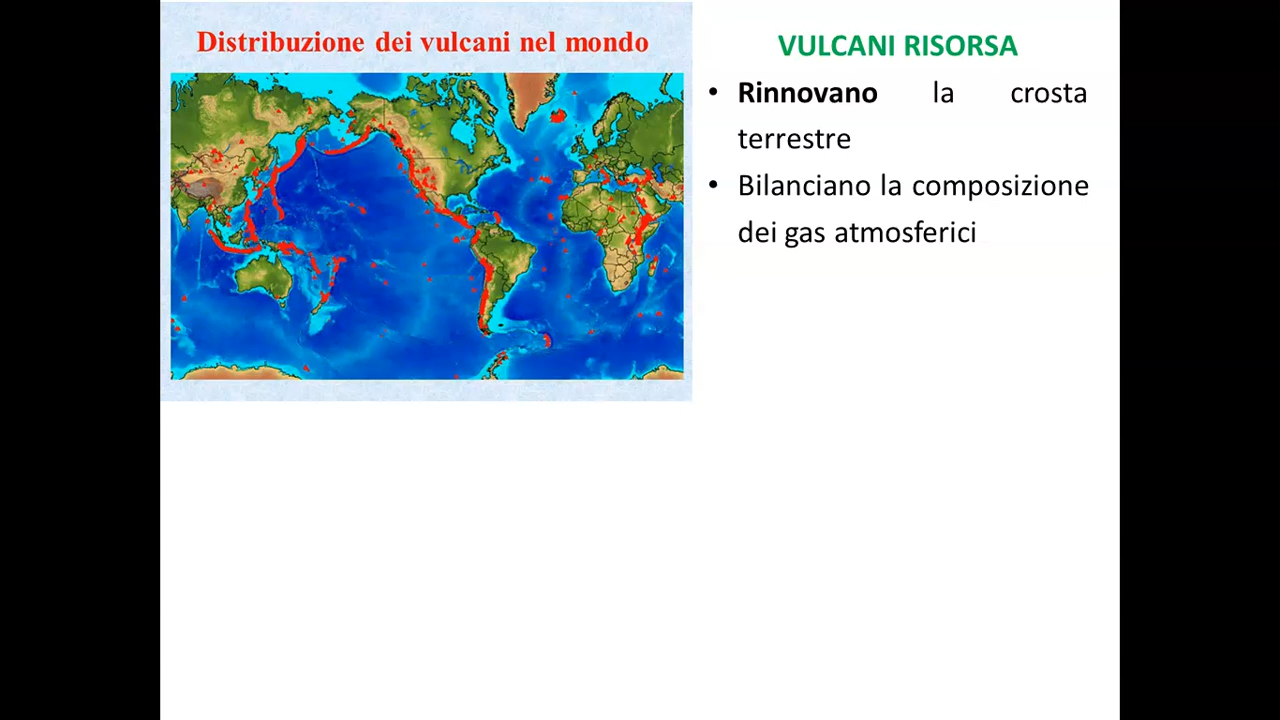 Distribuzione dei vulcani nel mondo
VULCANI RISORSA
• Rinnovano la crosta
terrestre
• Bilanciano la composizione
dei gas atmosferici